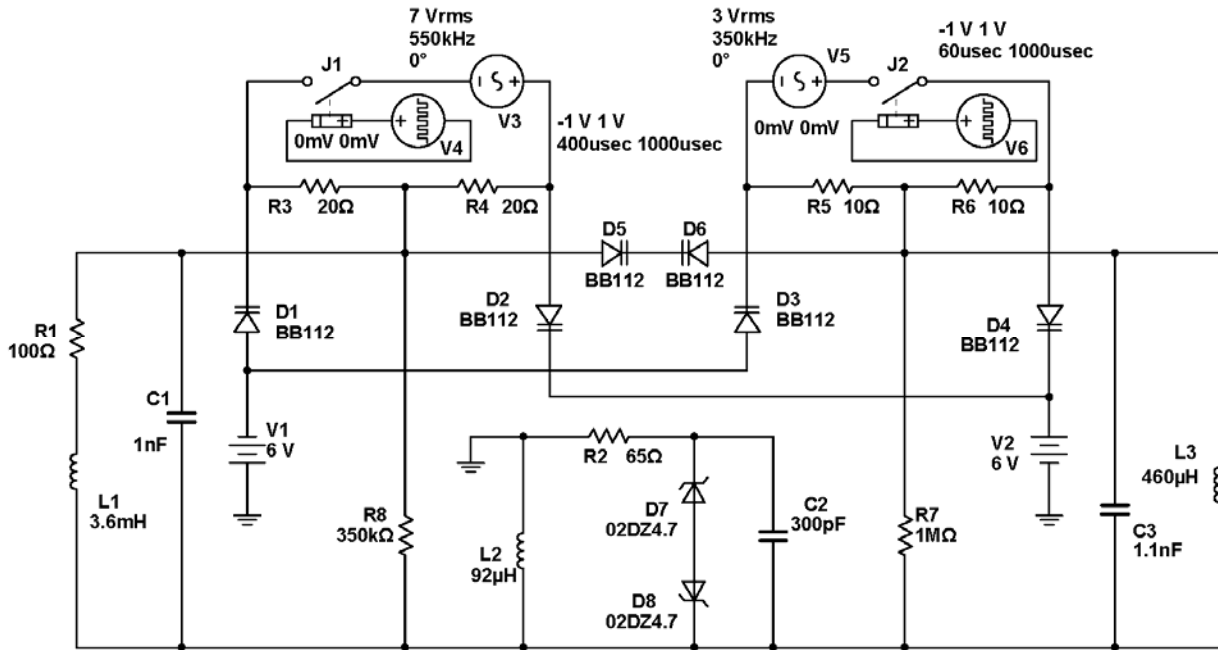 7 Vrms
550kHz
0°
3 Vrms
350kHz
0°
-1 V 1 V
60usec 1000usec
J1
V5
J2
V3
0mV 0mV
V4
-1 V 1 V
400usec 1000usec
0mV 0mV
V6
R3 20Ω
R4 20Ω
R5 10Ω
R6 10Ω
D5
BB112
D6
BB112
D1
BB112
D2
BB112
D3
BB112
D4
BB112
R1
100Ω
C1
1nF
V1
6 V
R2 65Ω
V2
6 V
L3
460µH
L1
3.6mH
R8
350kΩ
L2
92µH
D7
02DZ4.7
C2
300pF
R7
1MΩ
C3
1.1nF
D8
02DZ4.7